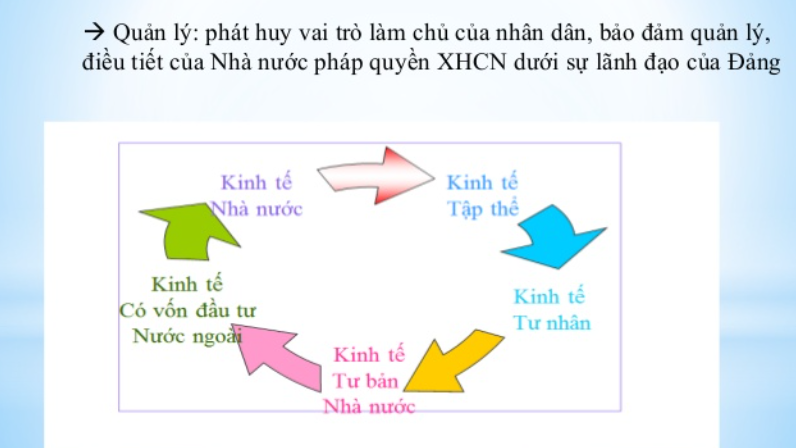 → Quản lý: phát huy vai trò làm chủ của nhân dân, bảo đảm quản lý,
điều tiết của Nhà nước pháp quyền XHCN dưới sự lãnh đạo của Đảng
Kinh tế
Nhà nước
Kinh tế
Tập thể
Kinh tế
Tư nhân
Kinh tế
Tư bản
Nhà nước
Kinh tế
Có vốn đầu tư
Nước ngoài